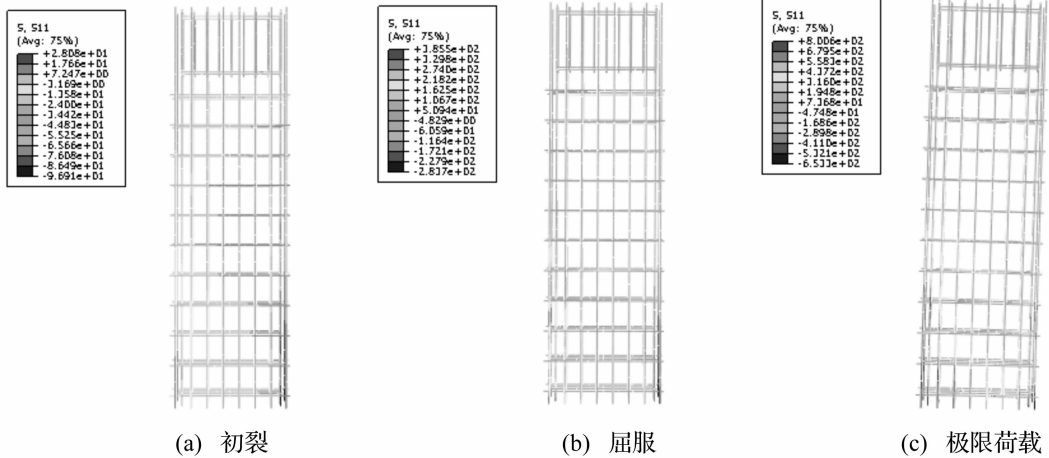 S, S11
(Avg: 75%)
+2.808e+01
+1.766e+01
+7.247e+00
-3.169e+00
-1.358e+01
-2.400e+01
-3.442e+01
-4.483e+01
-5.525e+01
-6.566e+01
-7.608e+01
-8.649e+01
-9.691e+01
(a) 初裂
S, S11
(Avg: 75%)
+3.855e+02
+3.298e+02
+2.740e+02
+2.182e+02
+1.625e+02
+1.067e+02
+5.094e+01
-4.829e+00
-6.059e+01
-1.164e+02
-1.721e+02
-2.279e+02
-2.837e+02
(b) 屈服
S, S11
(Avg: 75%)
+8.006e+02
+6.795e+02
+5.583e+02
+4.372e+02
+3.160e+02
+1.948e+02
+7.368e+01
-4.748e+01
-1.686e+02
-2.898e+02
-4.110e+02
-5.321e+02
-6.533e+02
(c) 极限荷载